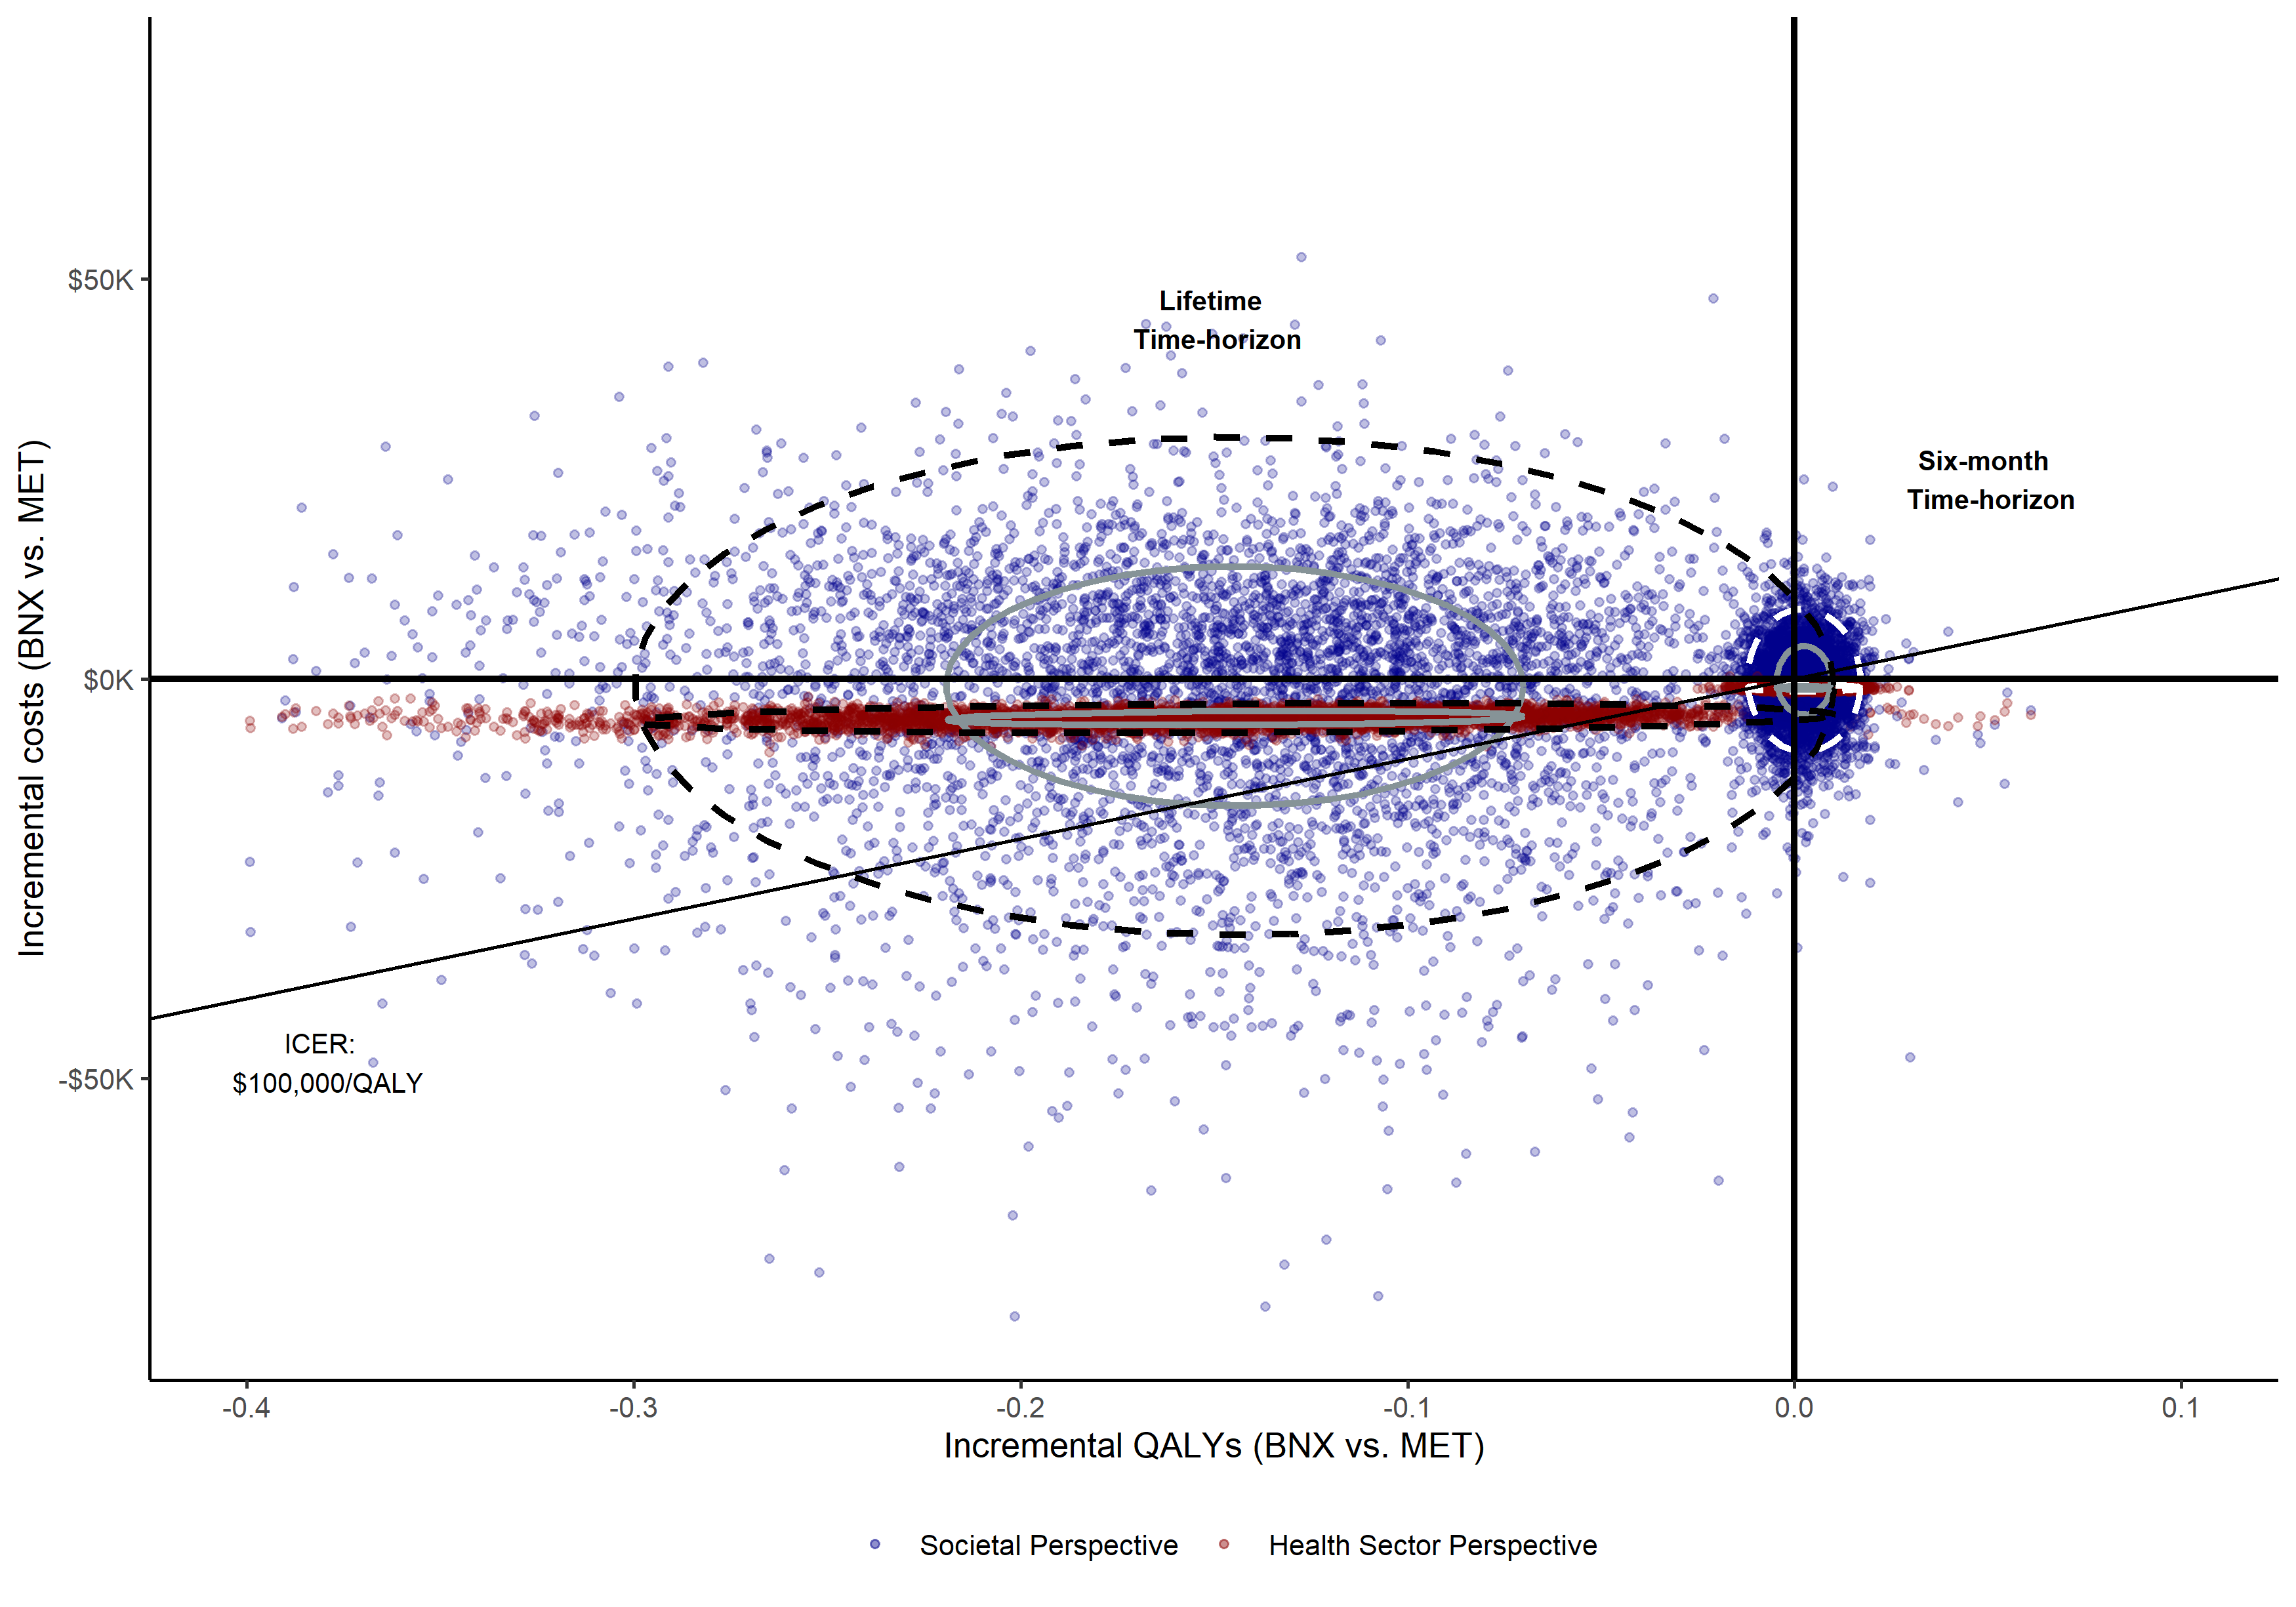 Lifetime
Time-horizon
Six-month
Time-horizon
ICER:
$100,000/QALY
Incremental costs (BNX vs. MET)
$50K
$0K
-$50K
-0.4
-0.3
-0.2
-0.1
0.0
0.1
Incremental QALYs (BNX vs. MET)
Societal Perspective
Health Sector Perspective